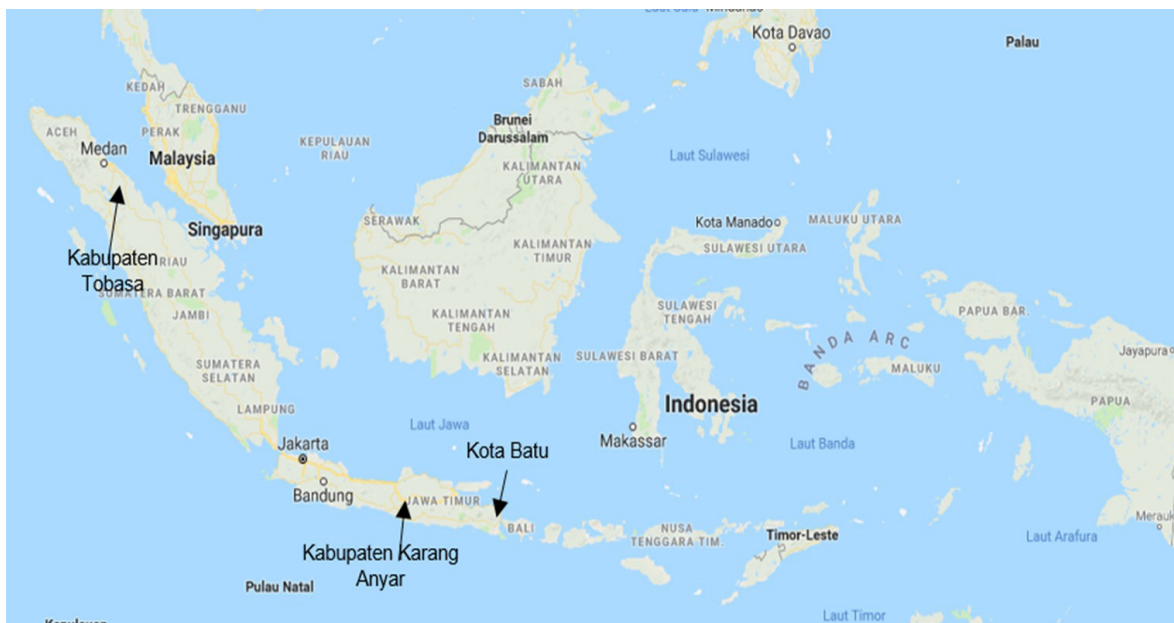 Kota Davao
Palau
KEDAH
SABAH
TRENGGANU
ACEH
Brunei
Darussalam
PERAK
Medan
KEPULAUAN
RIAU
Malaysia
Laut Sulawesi
KALIMANTAN
UTARA
SERAWAK
Kota Manado
MALUKU UTARA
Singapura
SULAWESI UTARA
Kabupaten
Tobasa
RIAU
KALIMANTAN
TIMUR
KALIMANTAN
BARAT
SUMATERA BARAT
SULAWESI
TENGAH
PAPUA BAR.
JAMBI
KALIMANTAN
TENGAH
BANDA ARC
Jayapura
SUMATERA
SELATAN
KALIMANTAN
SELATAN
SULAWESI BARAT
MALUKU
Indonesia
PAPUA
LAMPUNG
Laut Jawa
Makassar
Laut Banda
Jakarta
Kota Batu
Bandung
JAWA TIMUR
BALI
NUSA
TENGGARA TIM.
Timor-Leste
Merauk
Laut Arafura
Kabupaten Karang
Anyar
Pulau Natal
Laut Timor